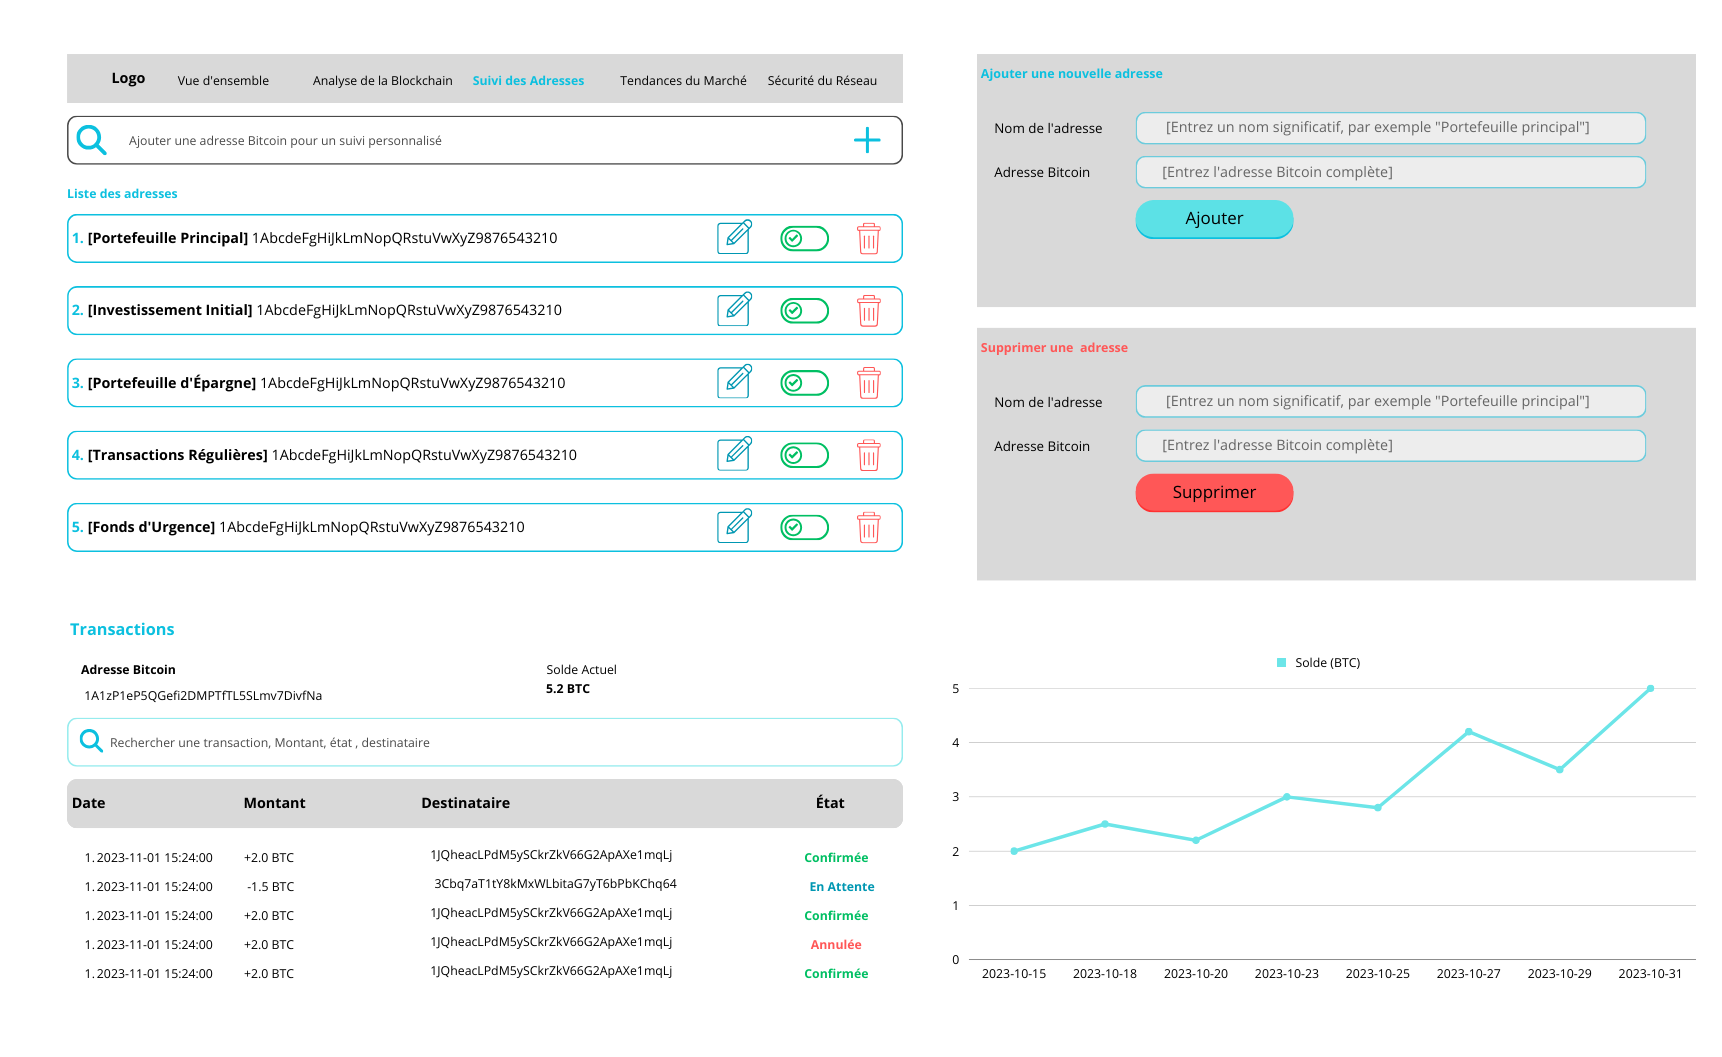 Logo Vue d'ensemble Analyse de la Blockchain Suivi des Adresses Tendances du Marché Sécurité du Réseau
Ajouter une adresse Bitcoin pour un suivi personnalisé
Liste des adresses
1. [Portefeuille Principal] 1AbcdeFgHiJkLmNopQRstuVwXyZ9876543210
2. [Investissement Initial] 1AbcdeFgHiJkLmNopQRstuVwXyZ9876543210
3. [Portefeuille d'Épargne] 1AbcdeFgHiJkLmNopQRstuVwXyZ9876543210
4. [Transactions Régulières] 1AbcdeFgHiJkLmNopQRstuVwXyZ9876543210
5. [Fonds d'Urgence] 1AbcdeFgHiJkLmNopQRstuVwXyZ9876543210
Ajouter une nouvelle adresse
Nom de l'adresse [Entrez un nom significatif, par exemple "Portefeuille principal"]
Adresse Bitcoin [Entrez l'adresse Bitcoin complète]
Ajouter
Supprimer une  adresse
Nom de l'adresse [Entrez un nom significatif, par exemple "Portefeuille principal"]
Adresse Bitcoin [Entrez l'adresse Bitcoin complète]
Supprimer
Transactions
Adresse Bitcoin Solde Actuel
1A1zP1eP5QGefi2DMPTfTL5SLmv7DivfNa 5.2 BTC
Rechercher une transaction, Montant, état , destinataire
Date Montant Destinataire État
1. 2023-11-01 15:24:00 +2.0 BTC 1JQheacLPdM5ySCkrZkV66G2ApAXe1mqLj Confirmée
1. 2023-11-01 15:24:00 -1.5 BTC 3Cbq7aT1tY8kMxWLbitaG7yT6bPbKChq64 En Attente
1. 2023-11-01 15:24:00 +2.0 BTC 1JQheacLPdM5ySCkrZkV66G2ApAXe1mqLj Confirmée
1. 2023-11-01 15:24:00 +2.0 BTC 1JQheacLPdM5ySCkrZkV66G2ApAXe1mqLj Annulée
1. 2023-11-01 15:24:00 +2.0 BTC 1JQheacLPdM5ySCkrZkV66G2ApAXe1mqLj Confirmée
Solde (BTC)
5
4
3
2
1
0
2023-10-15 2023-10-18 2023-10-20 2023-10-23 2023-10-25 2023-10-27 2023-10-29 2023-10-31